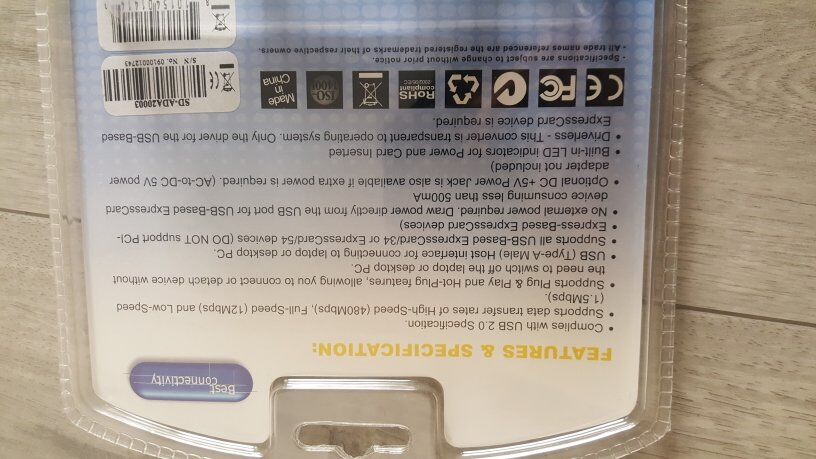 Best
Connectivity
FEATURES & SPECIFICATION:
• Complies with USB 2.0 Specification.
• Supports data transfer rates of High-Speed (480Mbps), Full-Speed (12Mbps) and Low-Speed
(1.5Mbps).
• Supports Plug & Play and Hot-Plug features, allowing you to connect or detach device without
the need to switch off the laptop or desktop PC.
• USB (Type-A Male) Host interface for connecting to laptop or desktop PC.
• Supports all USB-Based ExpressCard/34 or ExpressCard/54 devices (DO NOT support PCI-
Express-Based ExpressCard devices)
• No external Power required. Draw power directly from the USB port for USB-Based ExpressCard
device consuming less than 500mA
• Optional DC +5V Power Jack is also available if extra power is required. (AC-to-DC 5V power
adapter not included)
• Built-in LED indicators for Power and Card Inserted
• Driverless - This converter is transparent to operating system. Only the driver for the USB-Based
ExpressCard device is required.
CE FC RoHS
compliant
2002/95/EC
ISO
Made
in
China
SD-ADA20003
S/N No. 09100012743
- Specifications are subject to change without prior notice.
- All trade names referenced are the registered trademarks of their respective owners.